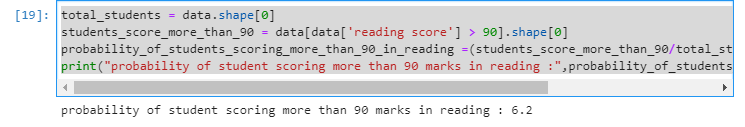 [19]: total_students = data.shape[0]
students_score_more_than_90 = data[data['reading score'] > 90].shape[0]
probability_of_students_scoring_more_than_90_in_reading =(students_score_more_than_90/total_st
print("probability of student scoring more than 90 marks in reading :",probability_of_students
probability of student scoring more than 90 marks in reading : 6.2